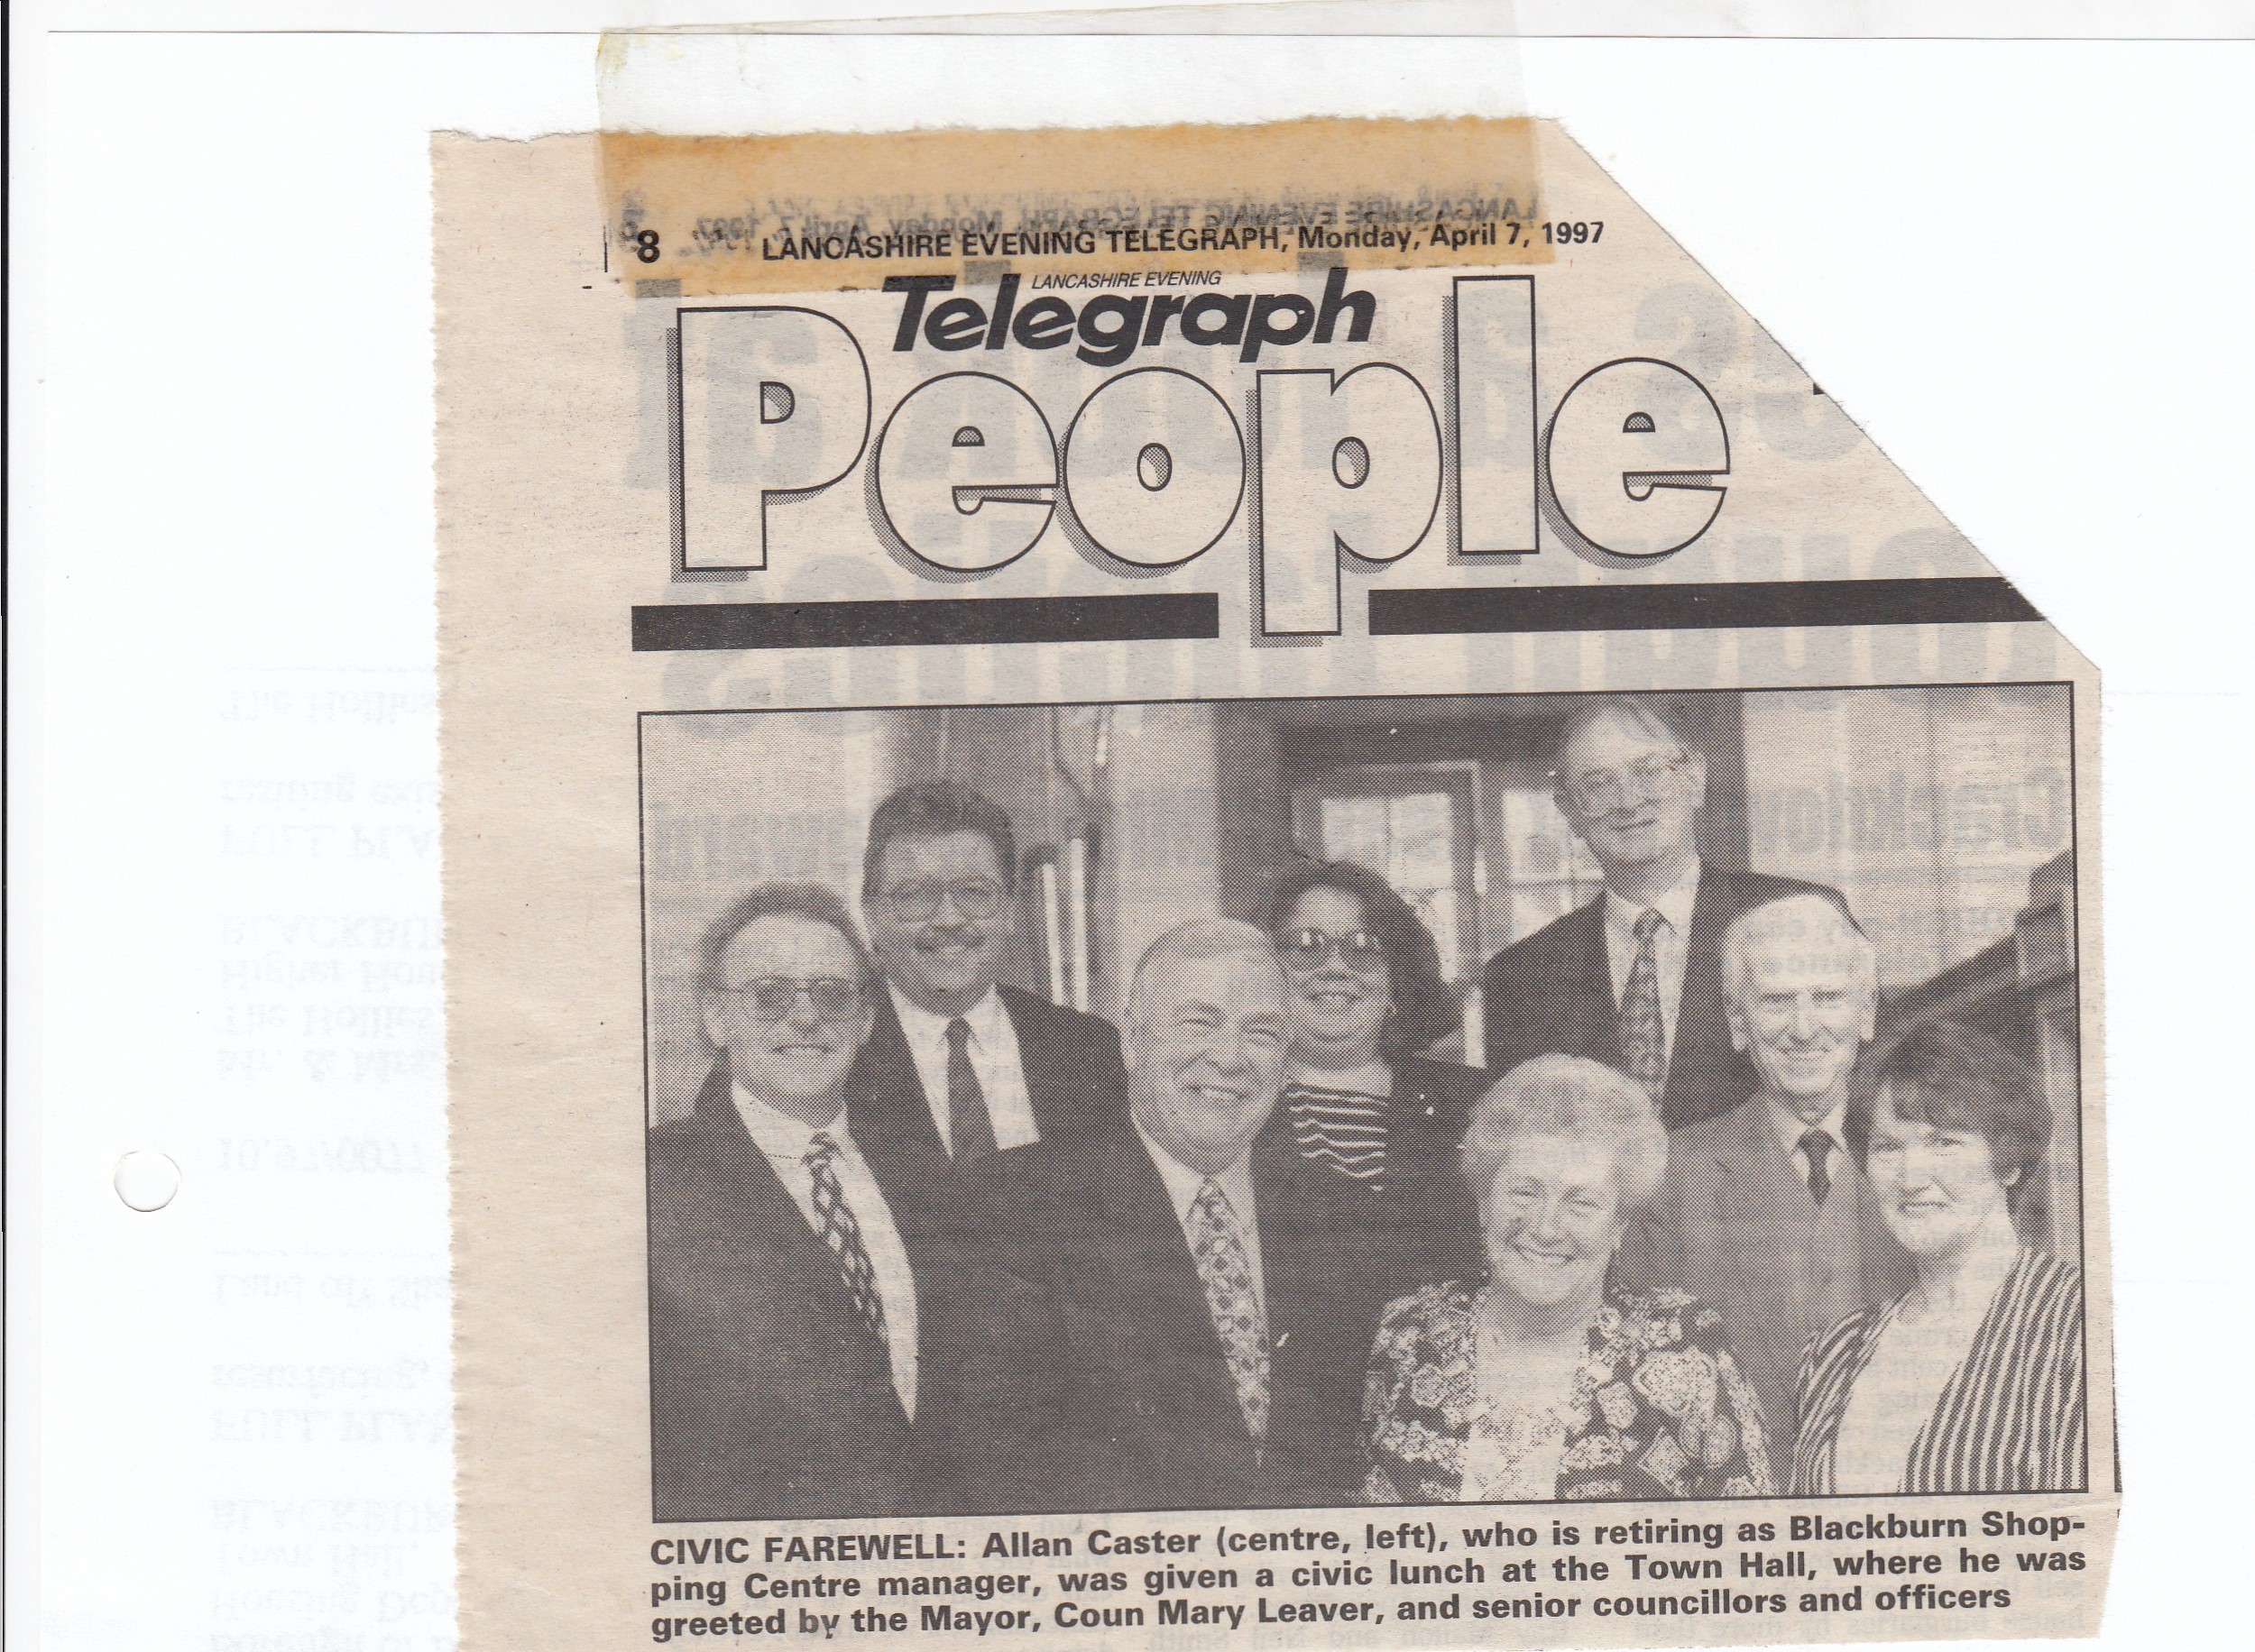 8 LANCASHIRE EVENING TELEGRAPH, Monday, April 7, 1997
LANCASHIRE EVENING
Telegraph
People
CIVIC FAREWELL: Allan Caster (centre, left), who is retiring as Blackburn Shop-
ping Centre manager, was given a civic lunch at the Town Hall, where he was
greeted by the Mayor, Coun Mary Leaver, and senior councillors and officers